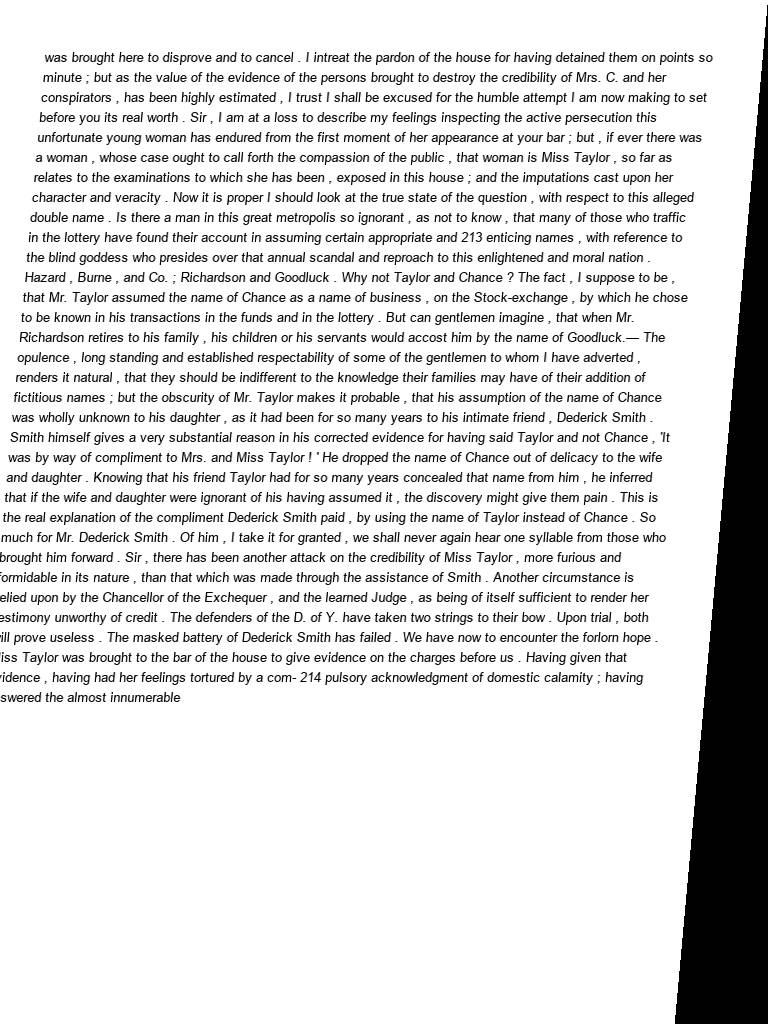 was brought here to disprove and to cancel . I intreat the pardon of the house for having detained them on points so
minute ; but as the value of the evidence of the persons brought to destroy the credibility of Mrs. C. and her
conspirators , has been highly estimated , I trust I shall be excused for the humble attempt I am now making to set
before you its real worth . Sir , I am at a loss to describe my feelings inspecting the active persecution this
unfortunate young woman has endured from the first moment of her appearance at your bar ; but , if ever there was
a woman , whose case ought to call forth the compassion of the public , that woman is Miss Taylor , so far as
relates to the examinations to which she has been , exposed in this house ; and the imputations cast upon her
character and veracity . Now it is proper I should look at the true state of the question , with respect to this alleged
double name . Is there a man in this great metropolis so ignorant , as not to know , that many of those who traffic
in the lottery have found their account in assuming certain appropriate and 213 enticing names , with reference to
the blind goddess who presides over that annual scandal and reproach to this enlightened and moral nation .
Hazard , Burne , and Co. ; Richardson and Goodluck . Why not Taylor and Chance ? The fact , I suppose to be ,
that Mr. Taylor assumed the name of Chance as a name of business , on the Stock-exchange , by which he chose
to be known in his transactions in the funds and in the lottery . But can gentlemen imagine , that when Mr.
Richardson retires to his family , his children or his servants would accost him by the name of Goodluck.— The
opulence , long standing and established respectability of some of the gentlemen to whom I have adverted ,
renders it natural , that they should be indifferent to the knowledge their families may have of their addition of
fictitious names ; but the obscurity of Mr. Taylor makes it probable , that his assumption of the name of Chance
was wholly unknown to his daughter , as it had been for so many years to his intimate friend , Dederick Smith .
Smith himself gives a very substantial reason in his corrected evidence for having said Taylor and not Chance , 'It
was by way of compliment to Mrs. and Miss Taylor ! ' He dropped the name of Chance out of delicacy to the wife
and daughter . Knowing that his friend Taylor had for so many years concealed that name from him , he inferred
that if the wife and daughter were ignorant of his having assumed it , the discovery might give them pain . This is
the real explanation of the compliment Dederick Smith paid , by using the name of Taylor instead of Chance . So
much for Mr. Dederick Smith . Of him , I take it for granted , we shall never again hear one syllable from those who
brought him forward . Sir , there has been another attack on the credibility of Miss Taylor , more furious and
formidable in its nature , than that which was made through the assistance of Smith . Another circumstance is
elied upon by the Chancellor of the Exchequer , and the learned Judge , as being of itself sufficient to render her
estimony unworthy of credit . The defenders of the D. of Y. have taken two strings to their bow . Upon trial , both
ill prove useless . The masked battery of Dederick Smith has failed . We have now to encounter the forlorn hope .
iss Taylor was brought to the bar of the house to give evidence on the charges before us . Having given that
vidence , having had her feelings tortured by a com- 214 pulsory acknowledgment of domestic calamity ; having
swered the almost innumerable